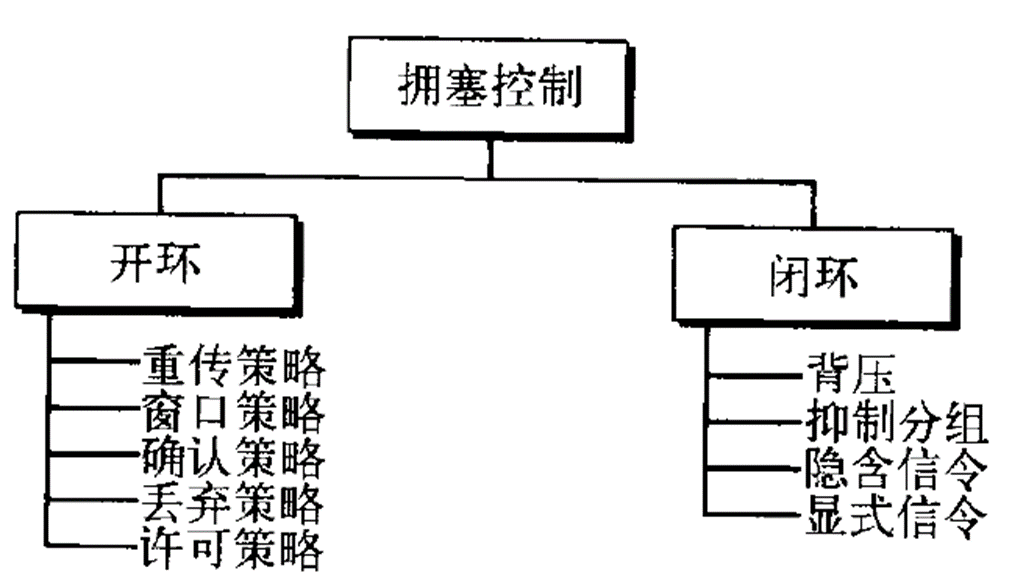 拥塞控制
开环
闭环
重传策略
窗口策略
确认策略
丢弃策略
许可策略
背压
抑制分组
隐含信令
显式信令